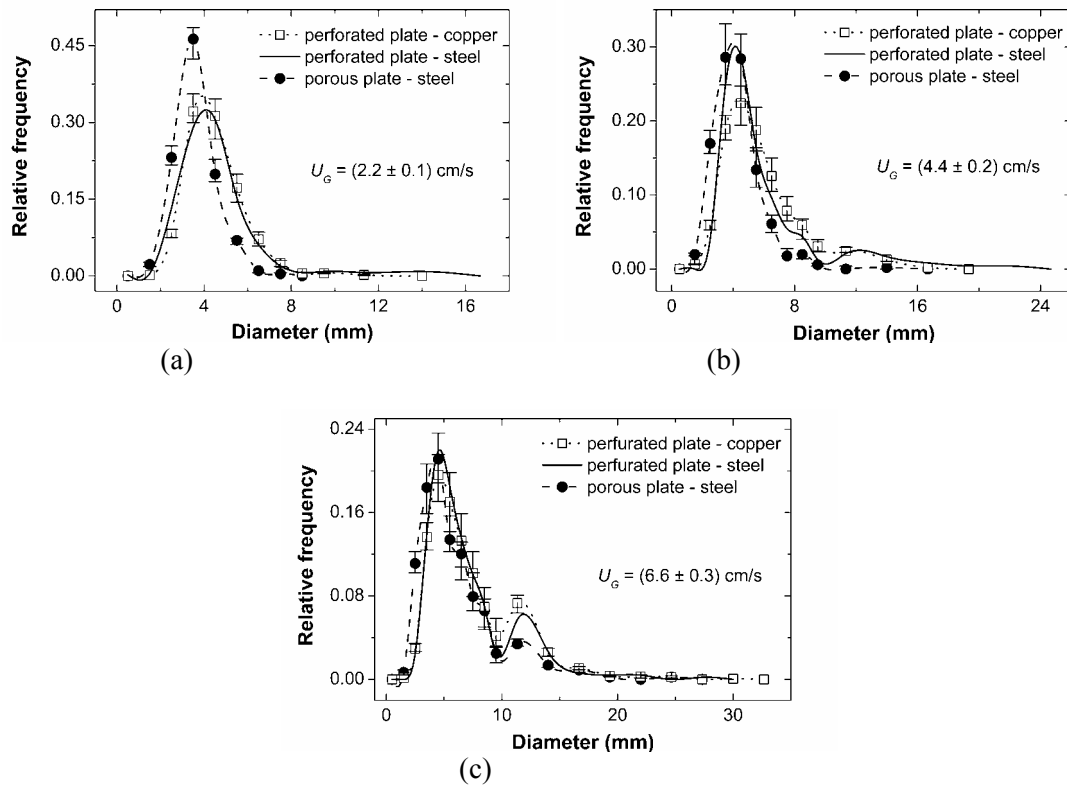 0.45
0.30
0.15
0.00
Relative frequency
perforated plate - copper
perforated plate - steel
porous plate - steel
U_G = (2.2 ± 0.1) cm/s
0 4 8 12 16
Diameter (mm)
(a)
0.30
0.20
0.10
0.00
Relative frequency
perforated plate - copper
perforated plate - steel
porous plate - steel
U_G = (4.4 ± 0.2) cm/s
0 8 16 24
Diameter (mm)
(b)
0.24
0.16
0.08
0.00
Relative frequency
perfurated plate - copper
perfurated plate - steel
porous plate - steel
U_G = (6.6 ± 0.3) cm/s
0 10 20 30
Diameter (mm)
(c)